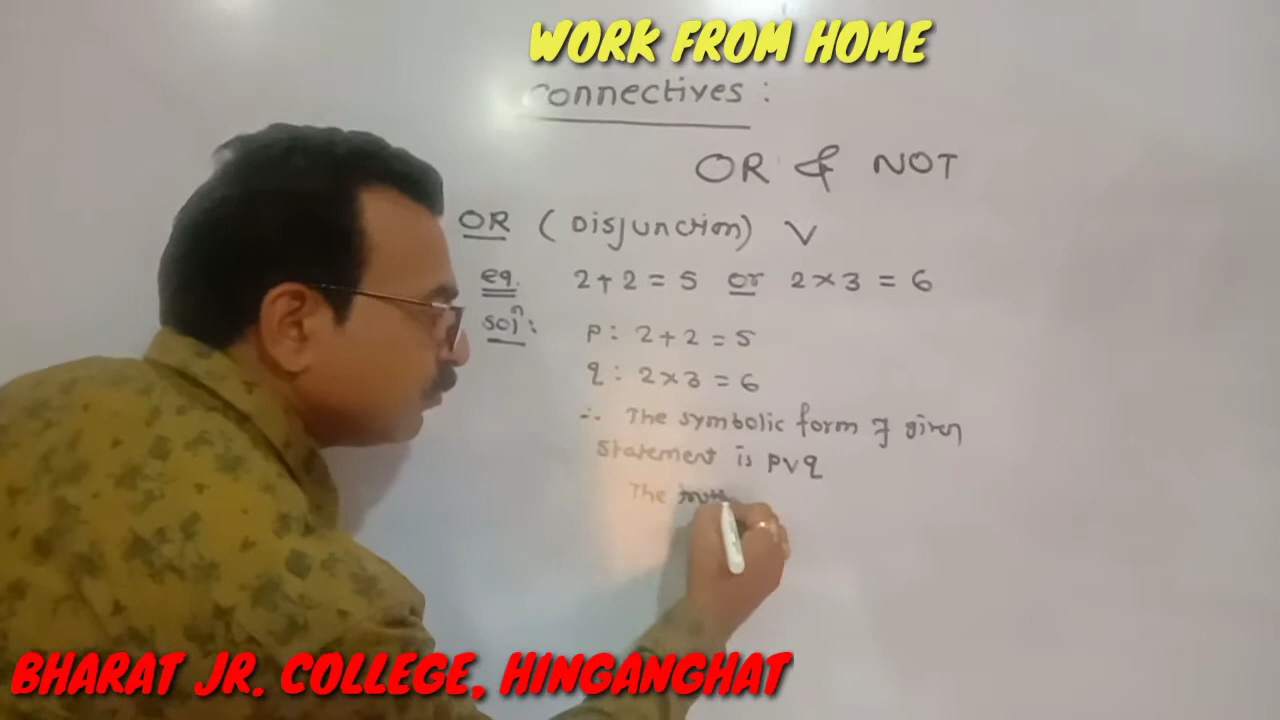 WORK FROM HOME
connectives :
OR & NOT
OR ( Disjunction) ∨
eg. 2+2=5 or 2×3=6
solⁿ: p: 2+2=5
q: 2×3=6
∴ The symbolic form of given
statement is p∨q
The truth
BHARAT JR. COLLEGE, HINGANGHAT